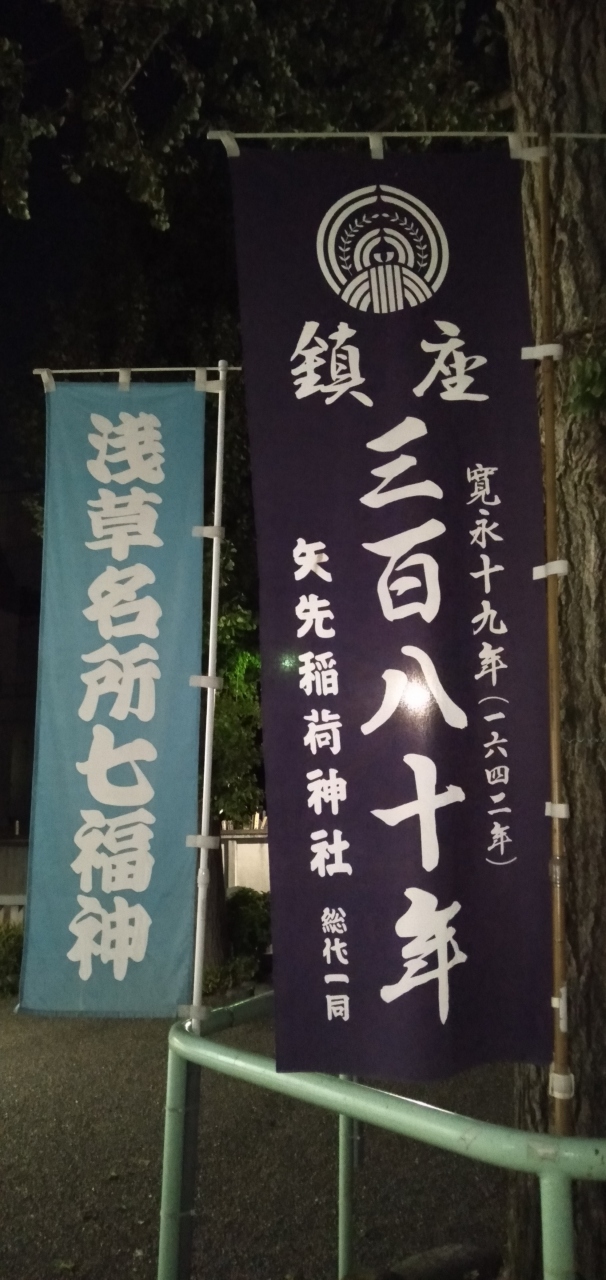 鎮座
三百八十年
寛永十九年(一六四二年)
矢先稲荷神社 総代一同
浅草名所七福神